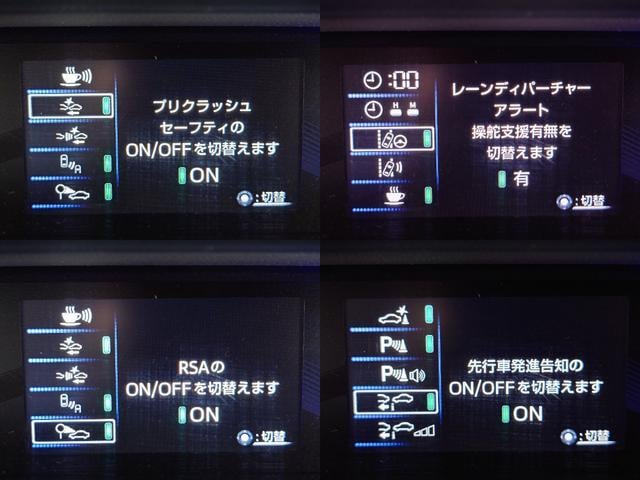 プリクラッシュ
セーフティの
ON/OFFを切替えます
ON
:切替
A
:00
H M
レーンディパーチャー
アラート
操舵支援有無を
切替えます
有
:切替
RSAの
ON/OFFを切替えます
ON
:切替
A
P
P
先行車発進告知の
ON/OFFを切替えます
ON
:切替